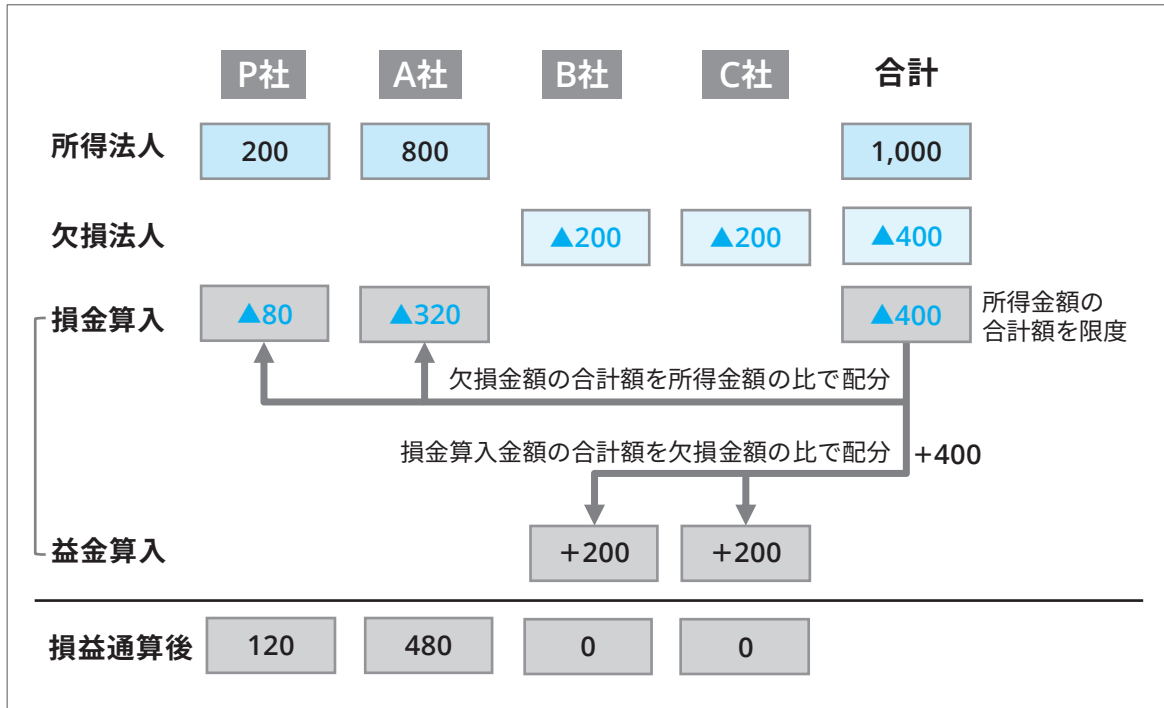 P社 A社 B社 C社 合計
所得法人 200 800 1,000
欠損法人 ▲200 ▲200 ▲400
損金算入 ▲80 ▲320 ▲400 所得金額の
合計額を限度
欠損金額の合計額を所得金額の比で配分
損金算入金額の合計額を欠損金額の比で配分 +400
益金算入 +200 +200
損益通算後 120 480 0 0